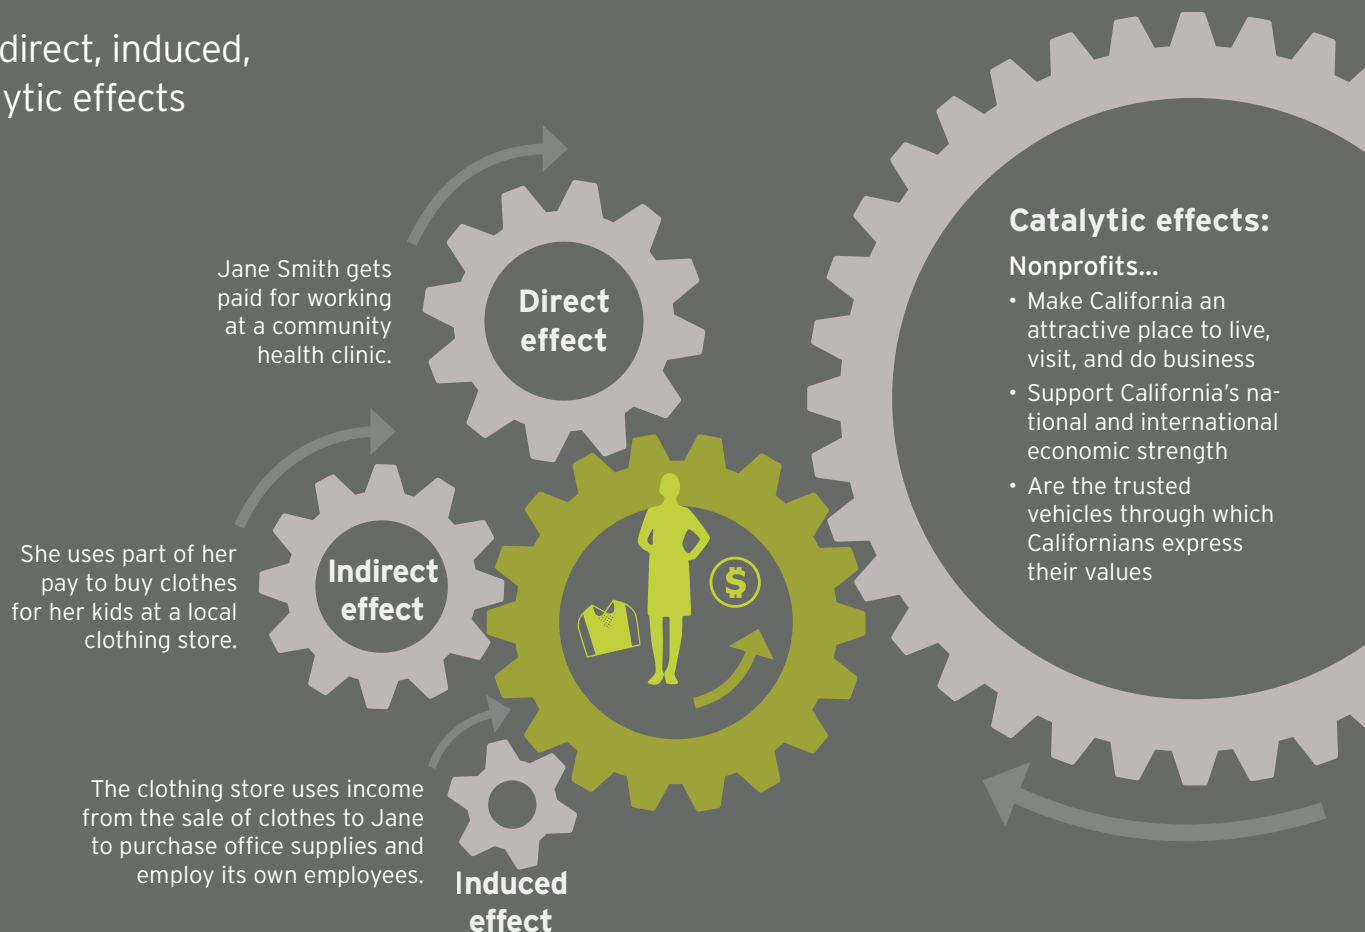 direct, induced,
lytic effects
Jane Smith gets
paid for working
at a community
health clinic.
Direct
effect
She uses part of her
pay to buy clothes
for her kids at a local
clothing store.
Indirect
effect
$
The clothing store uses income
from the sale of clothes to Jane
to purchase office supplies and
employ its own employees.
Induced
effect
Catalytic effects:
Nonprofits...
• Make California an
attractive place to live,
visit, and do business
• Support California's na-
tional and international
economic strength
• Are the trusted
vehicles through which
Californians express
their values